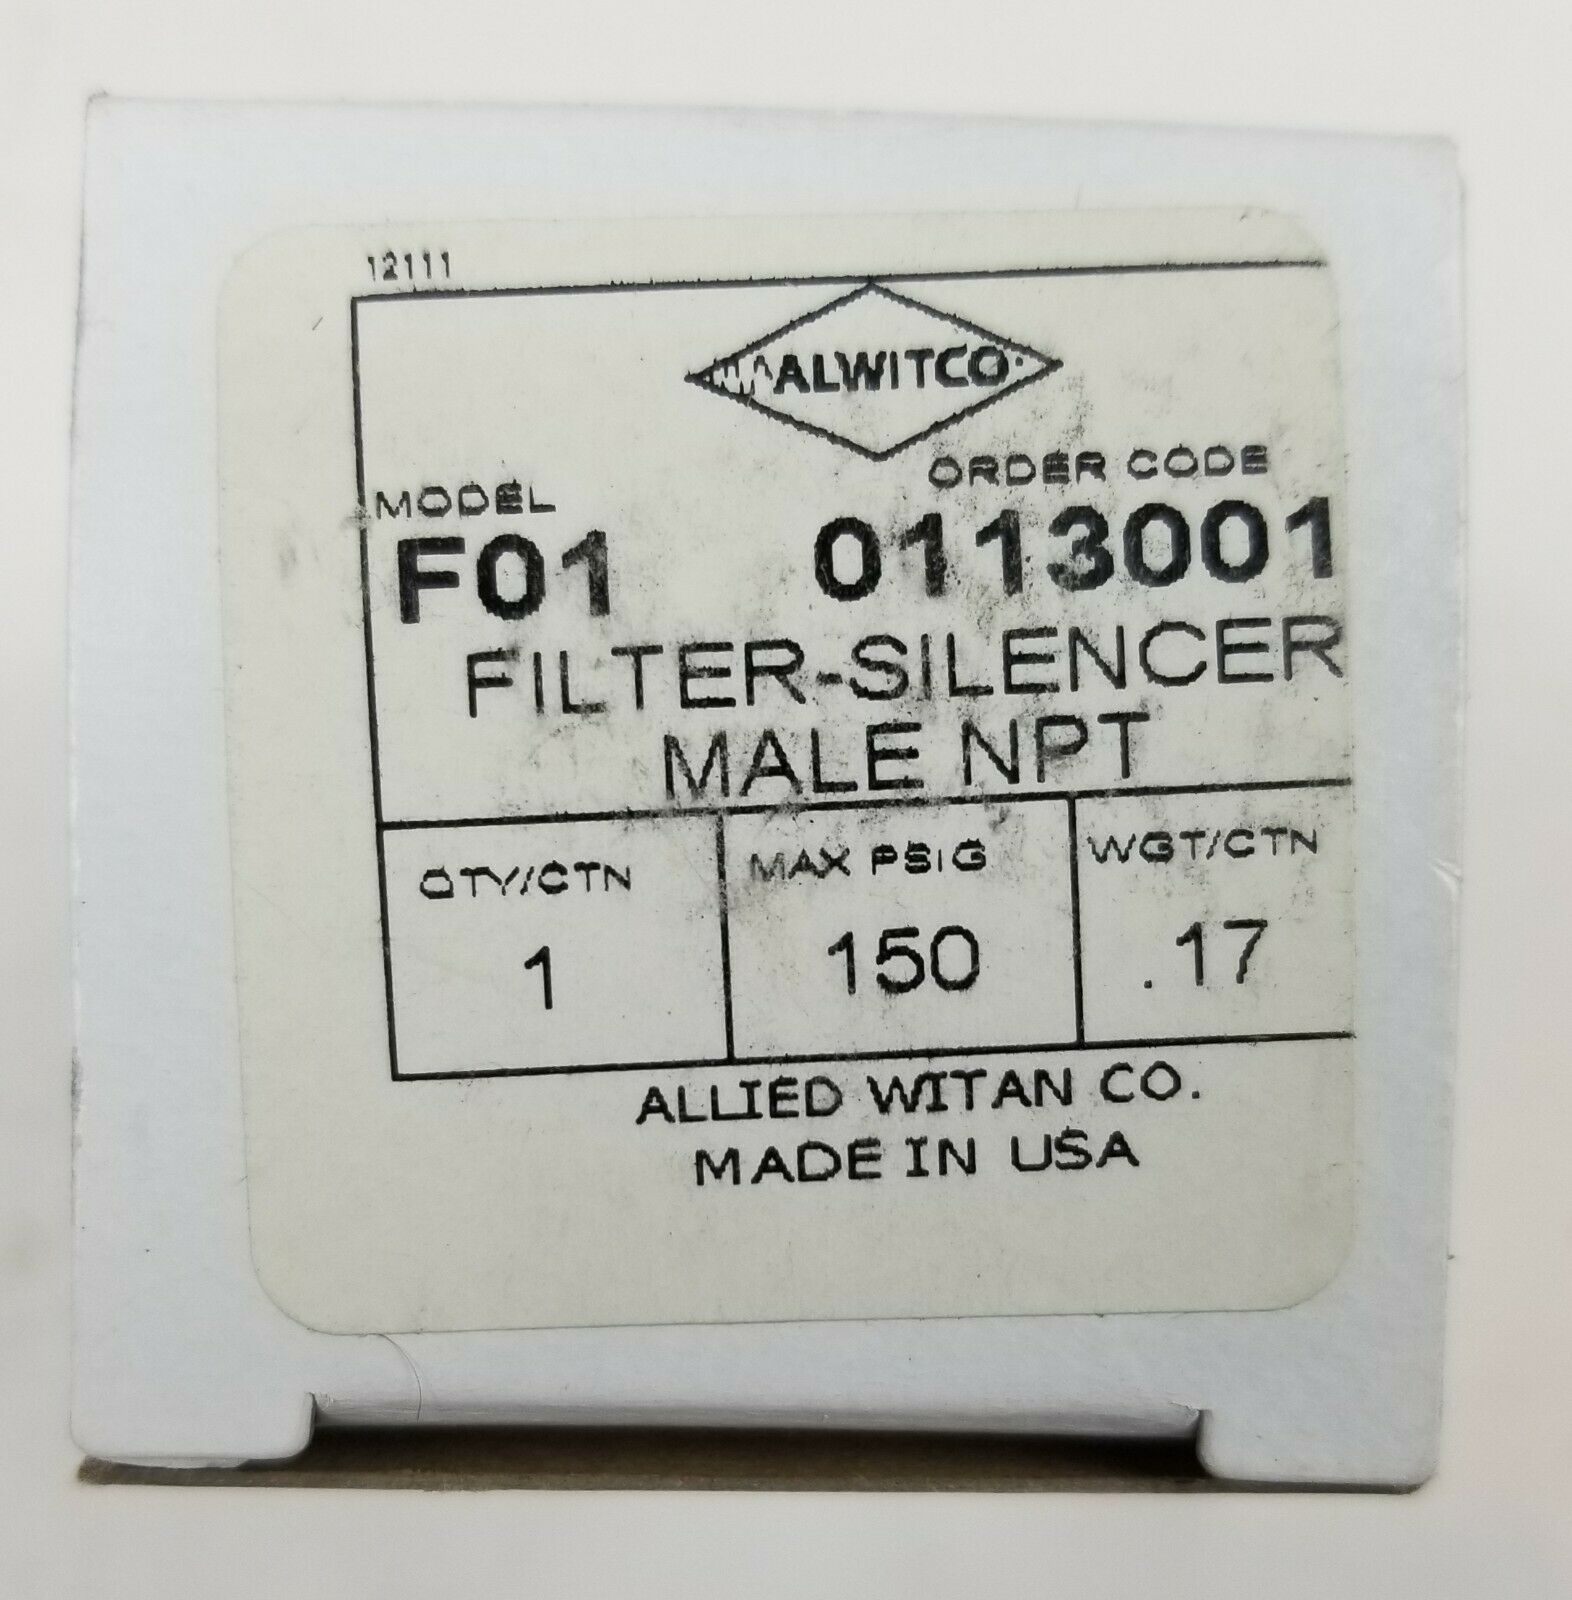 12111
ALWITCO
MODEL
ORDER CODE
F01 0113001
FILTER-SILENCER
MALE NPT
QTY/CTN MAX PSIG WGT/CTN
1 150 .17
ALLIED WITAN CO.
MADE IN USA